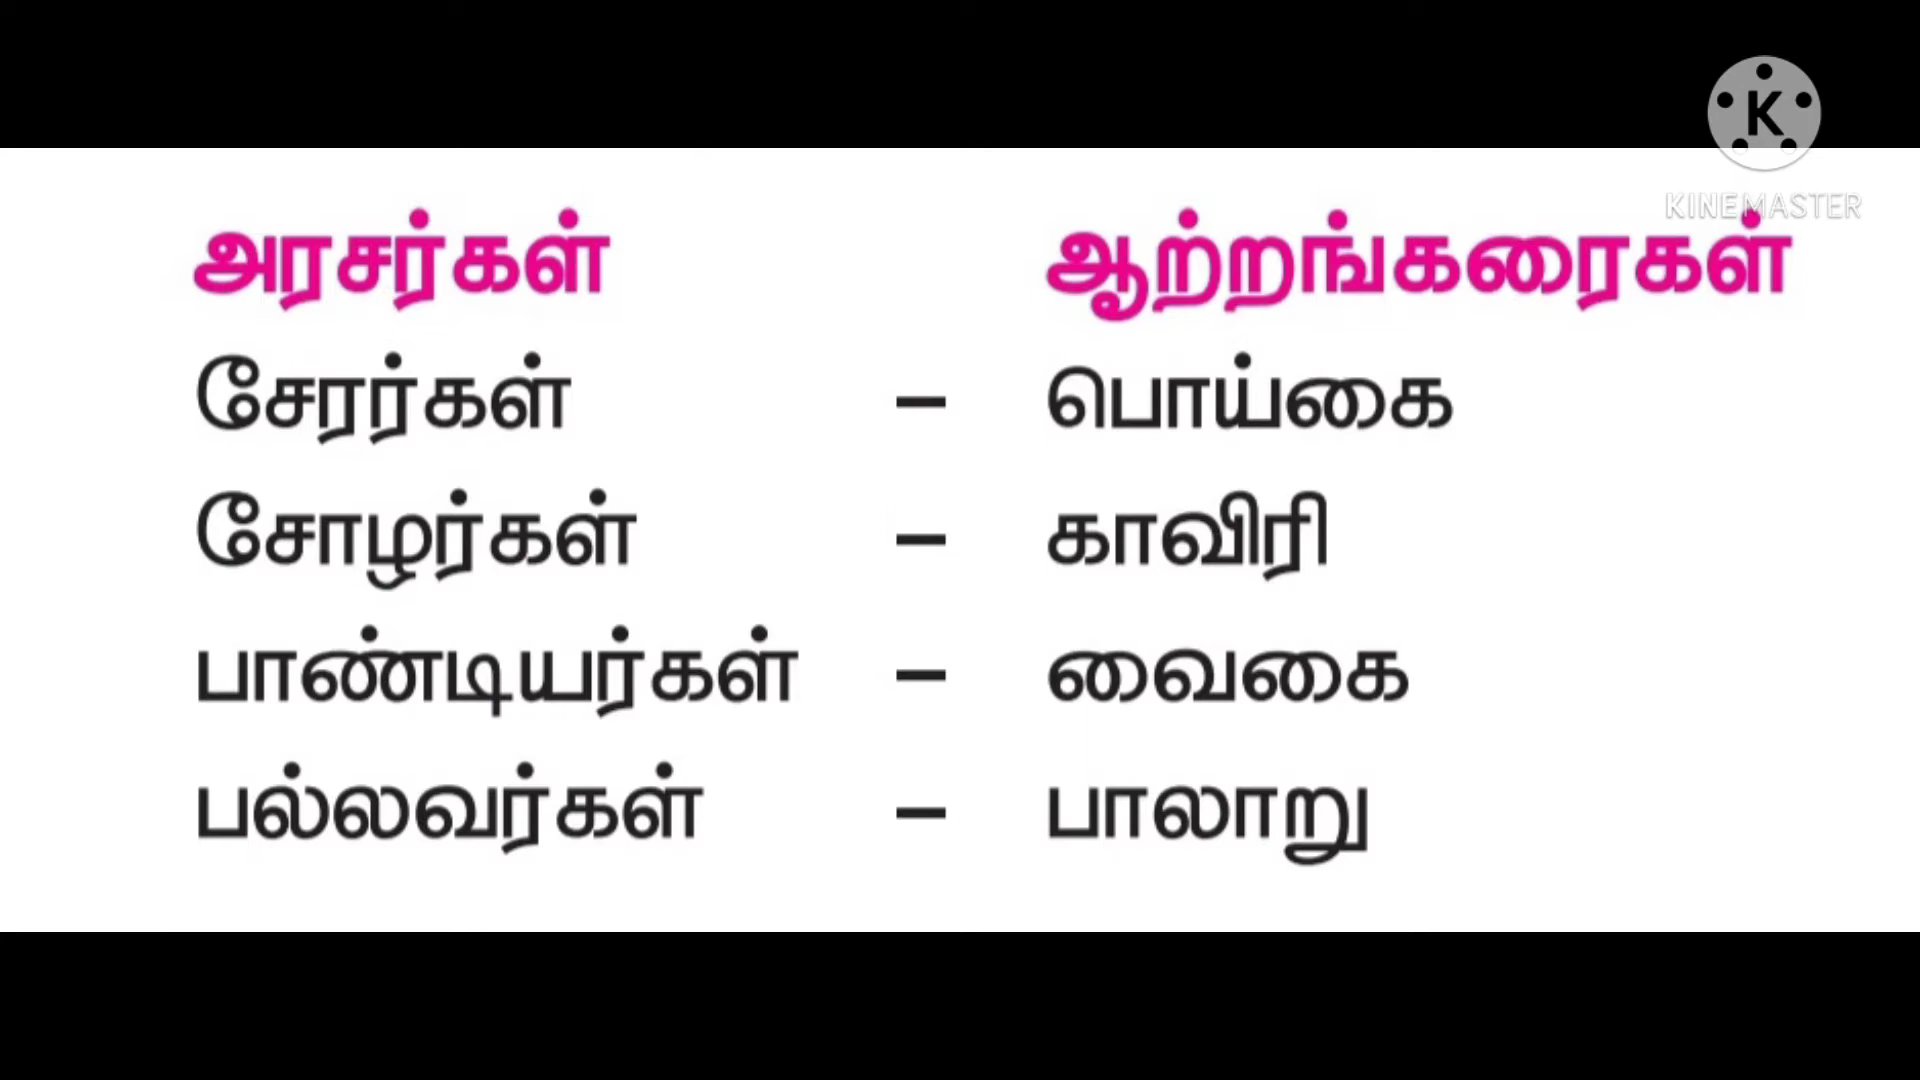 K
KINEMASTER
அரசர்கள் ஆற்றங்கரைகள்
சேரர்கள் – பொய்கை
சோழர்கள் – காவிரி
பாண்டியர்கள் – வைகை
பல்லவர்கள் – பாலாறு